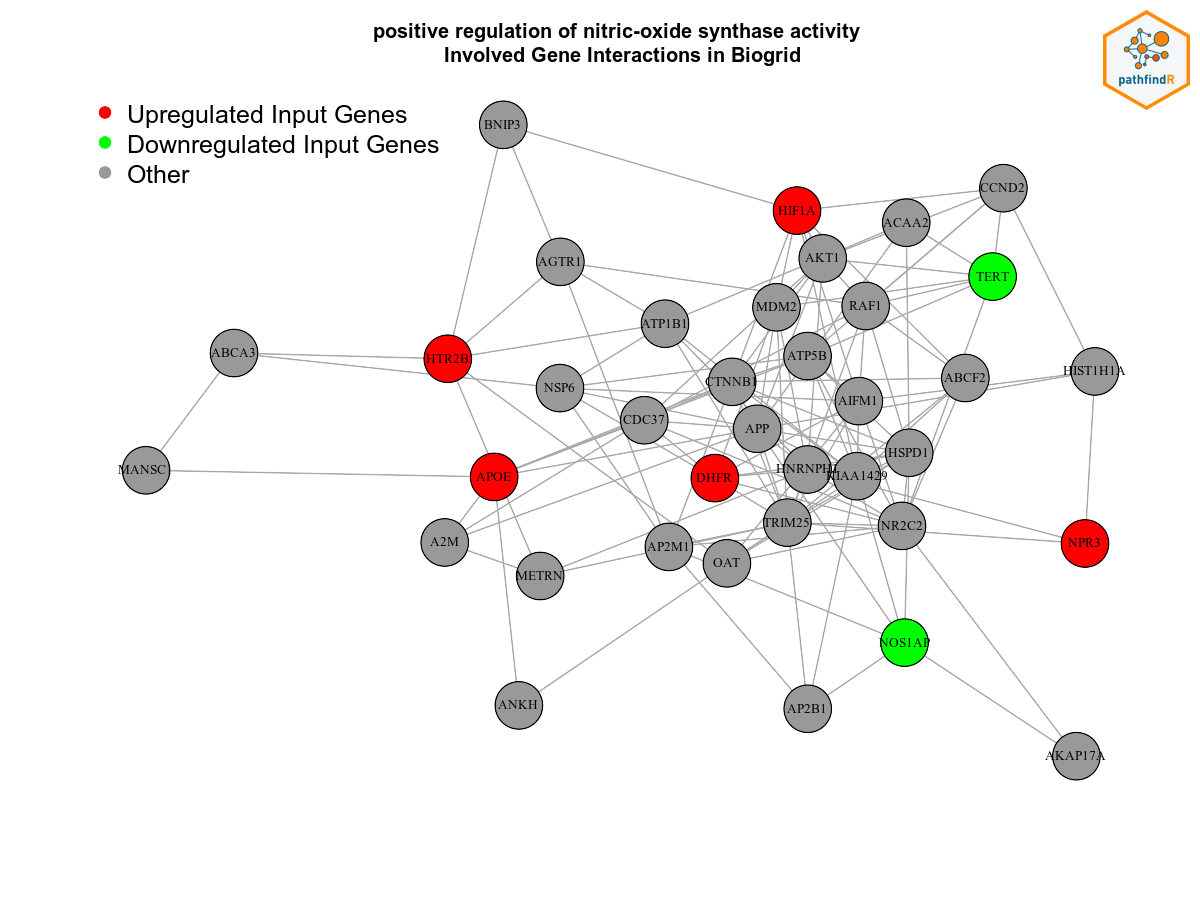 positive regulation of nitric-oxide synthase activity
Involved Gene Interactions in Biogrid
pathfindR
Upregulated Input Genes
Downregulated Input Genes
Other
BNIP3
CCND2
HIF1A
ACAA2
AKT1
AGTR1
TERT
MDM2
RAF1
ATP1B1
ABCA3
HTR2B
ATP5B
HIST1H1A
CTNNB1
ABCF2
NSP6
AIFM1
CDC37
APP
HSPD1
MANSC
APOE
DHFR
HNRNPH1
KIAA1429
TRIM25
NR2C2
A2M
AP2M1
NPR3
OAT
METRN
NOS1AP
ANKH
AP2B1
AKAP17A